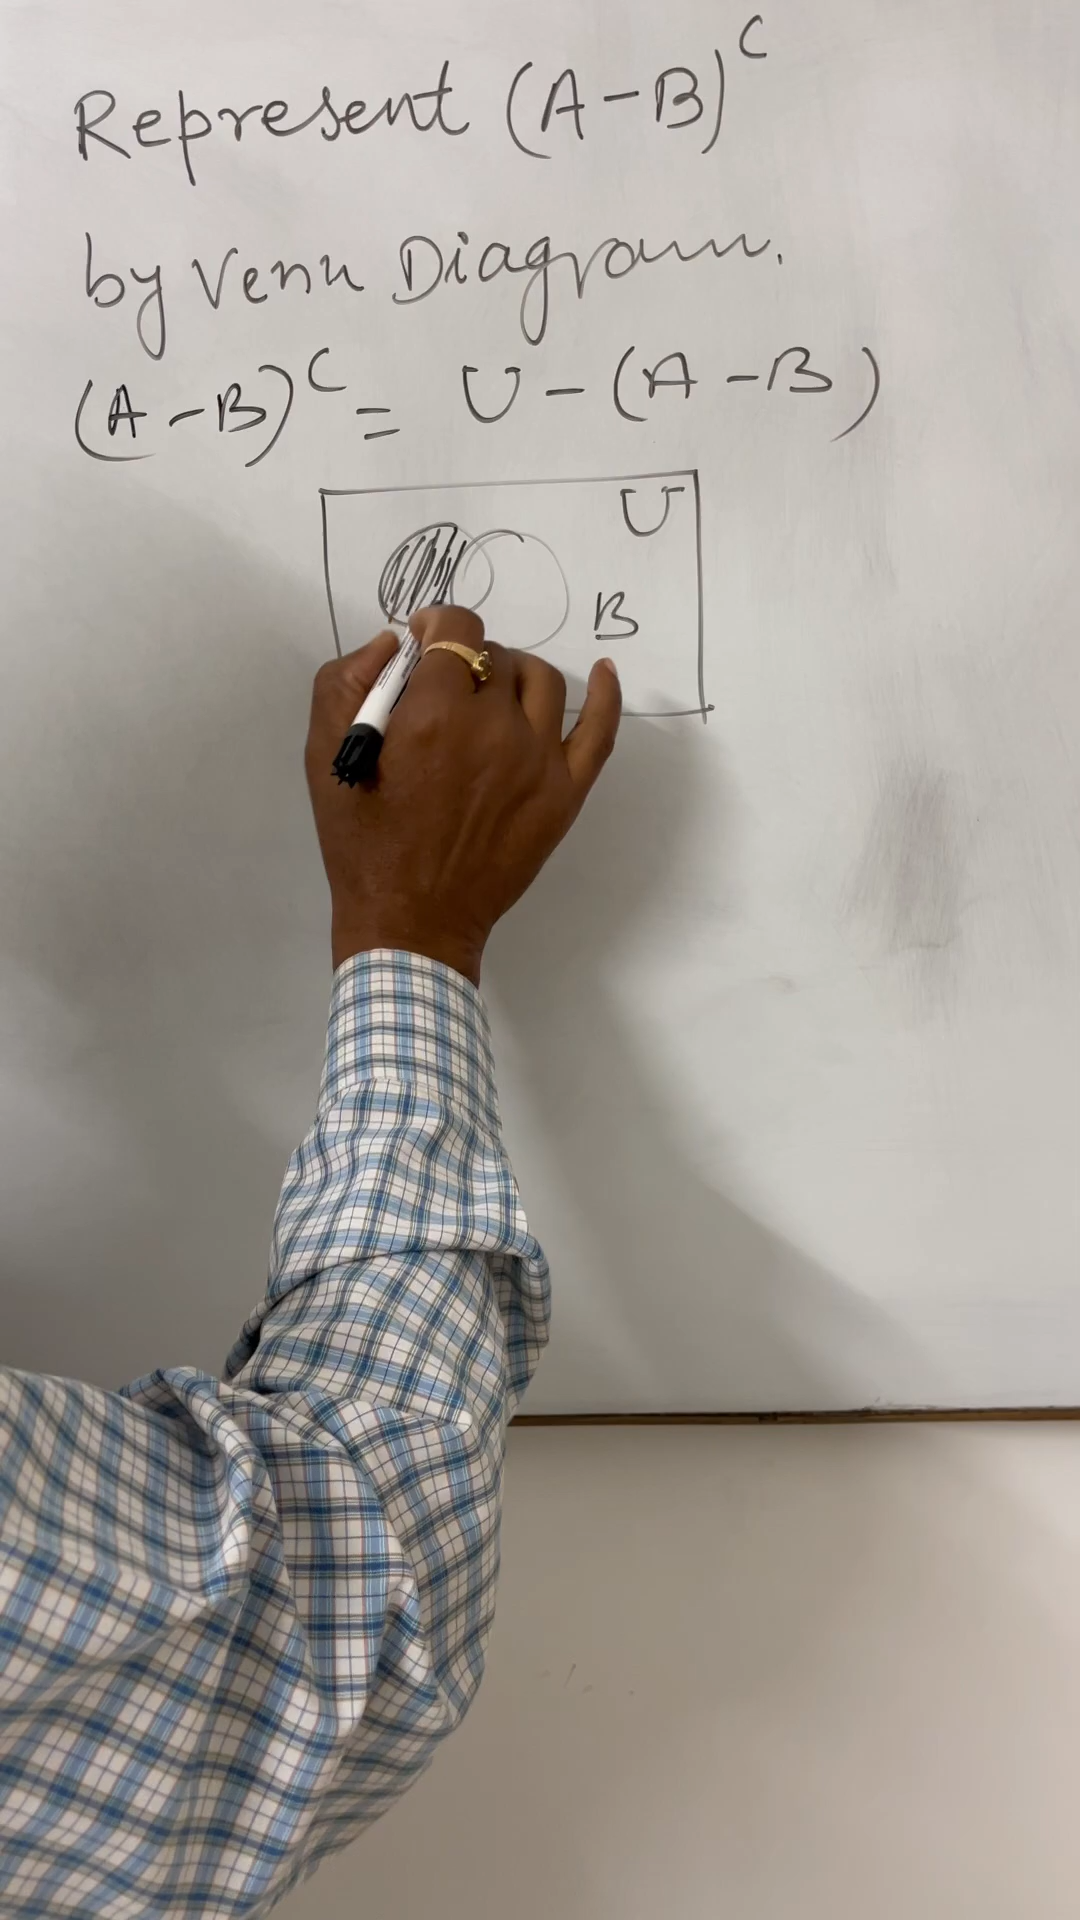 Represent (A-B)^C
by Venn Diagram.
(A-B)^C = U-(A-B)
U
B